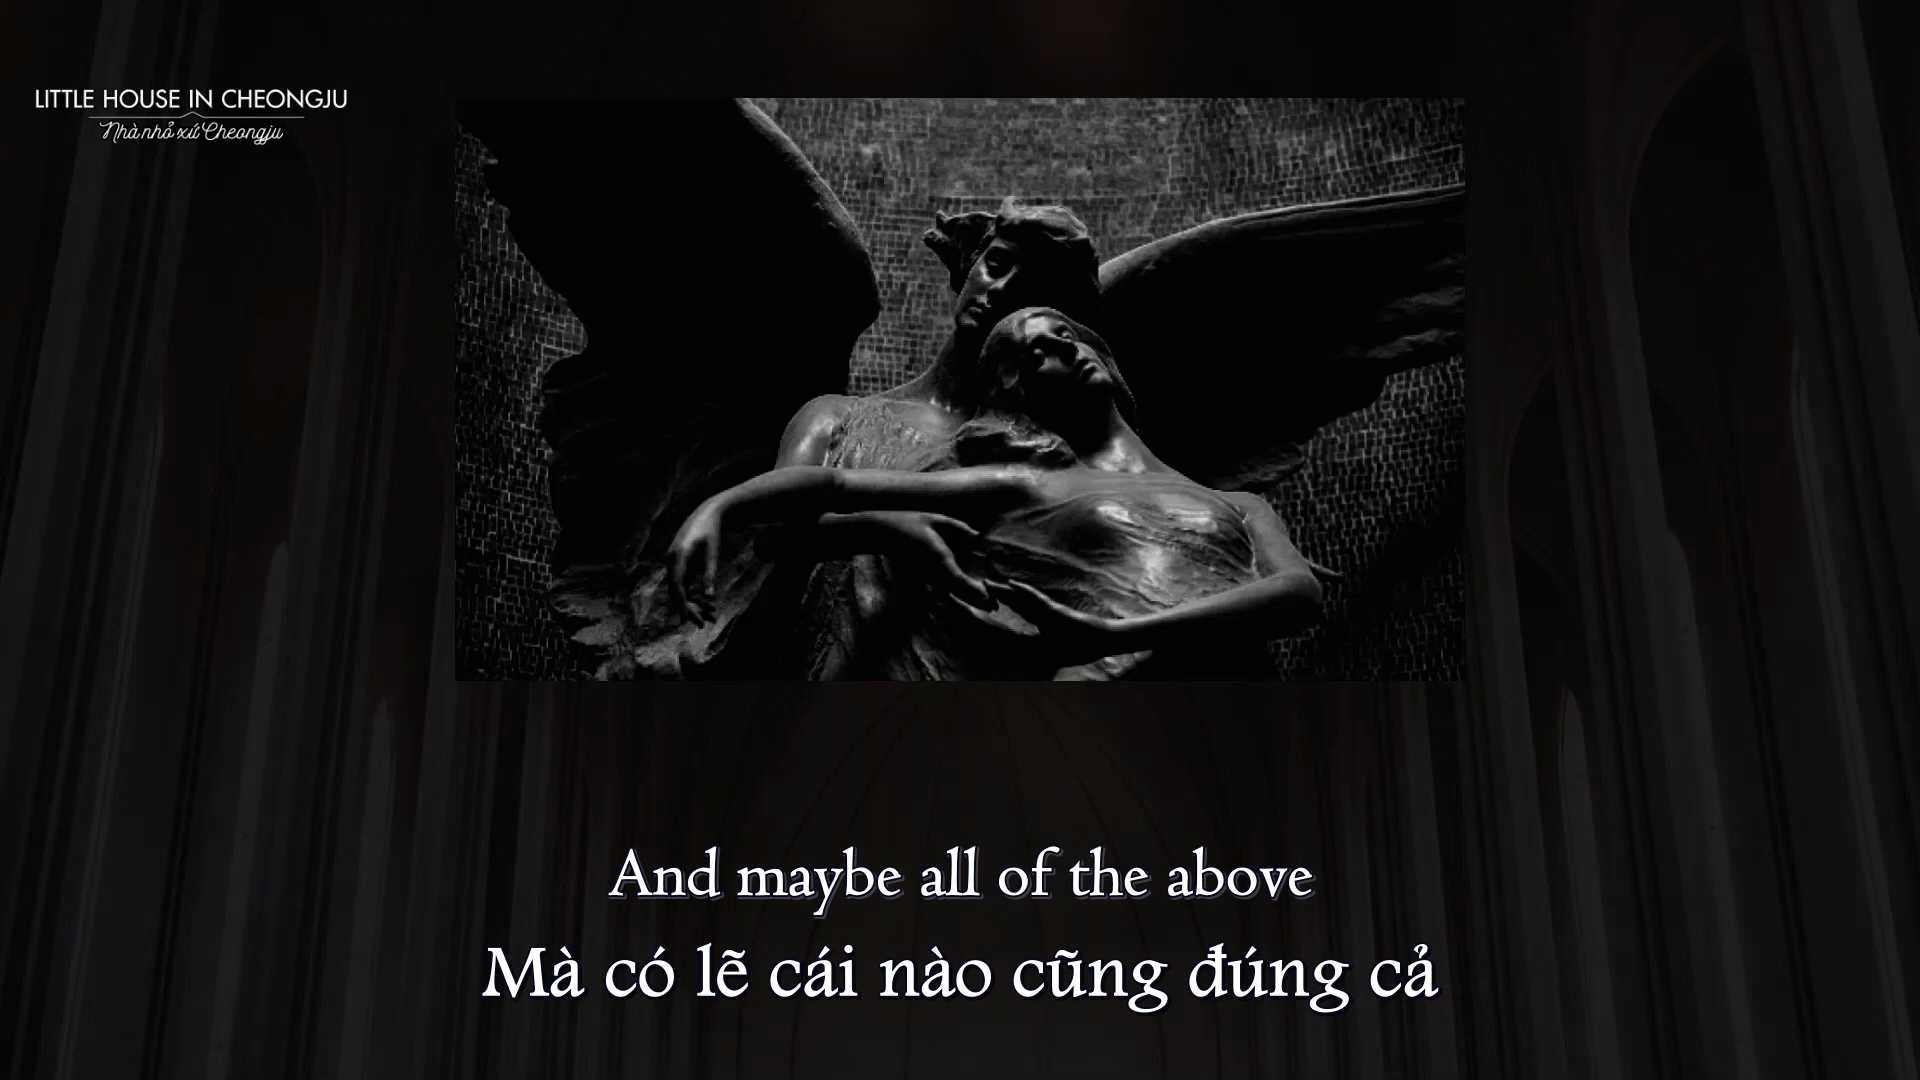 LITTLE HOUSE IN CHEONGJU
Nhà nhỏ xứ Cheongju
And maybe all of the above
Mà có lẽ cái nào cũng đúng cả